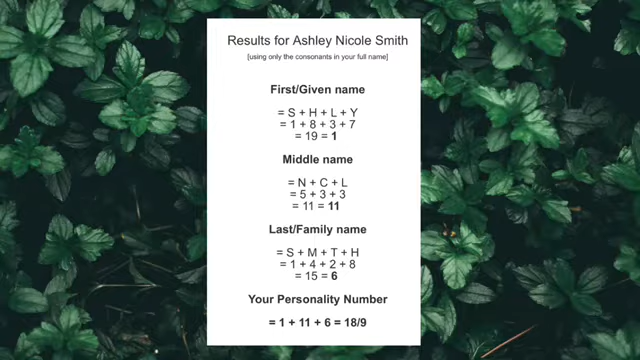 Results for Ashley Nicole Smith
[using only the consonants in your full name]
First/Given name
= S + H + L + Y
= 1 + 8 + 3 + 7
= 19 = 1
Middle name
= N + C + L
= 5 + 3 + 3
= 11 = 11
Last/Family name
= S + M + T + H
= 1 + 4 + 2 + 8
= 15 = 6
Your Personality Number
= 1 + 11 + 6 = 18/9